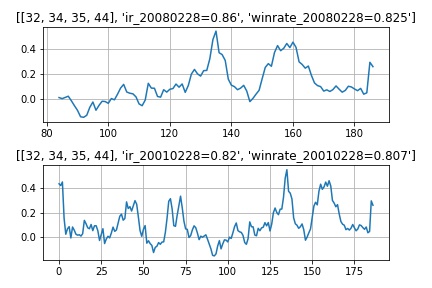 [[32, 34, 35, 44], 'ir_20080228=0.86', 'winrate_20080228=0.825']
0.4
0.2
0.0
80 100 120 140 160 180
[[32, 34, 35, 44], 'ir_20010228=0.82', 'winrate_20010228=0.807']
0.4
0.2
0.0
0 25 50 75 100 125 150 175